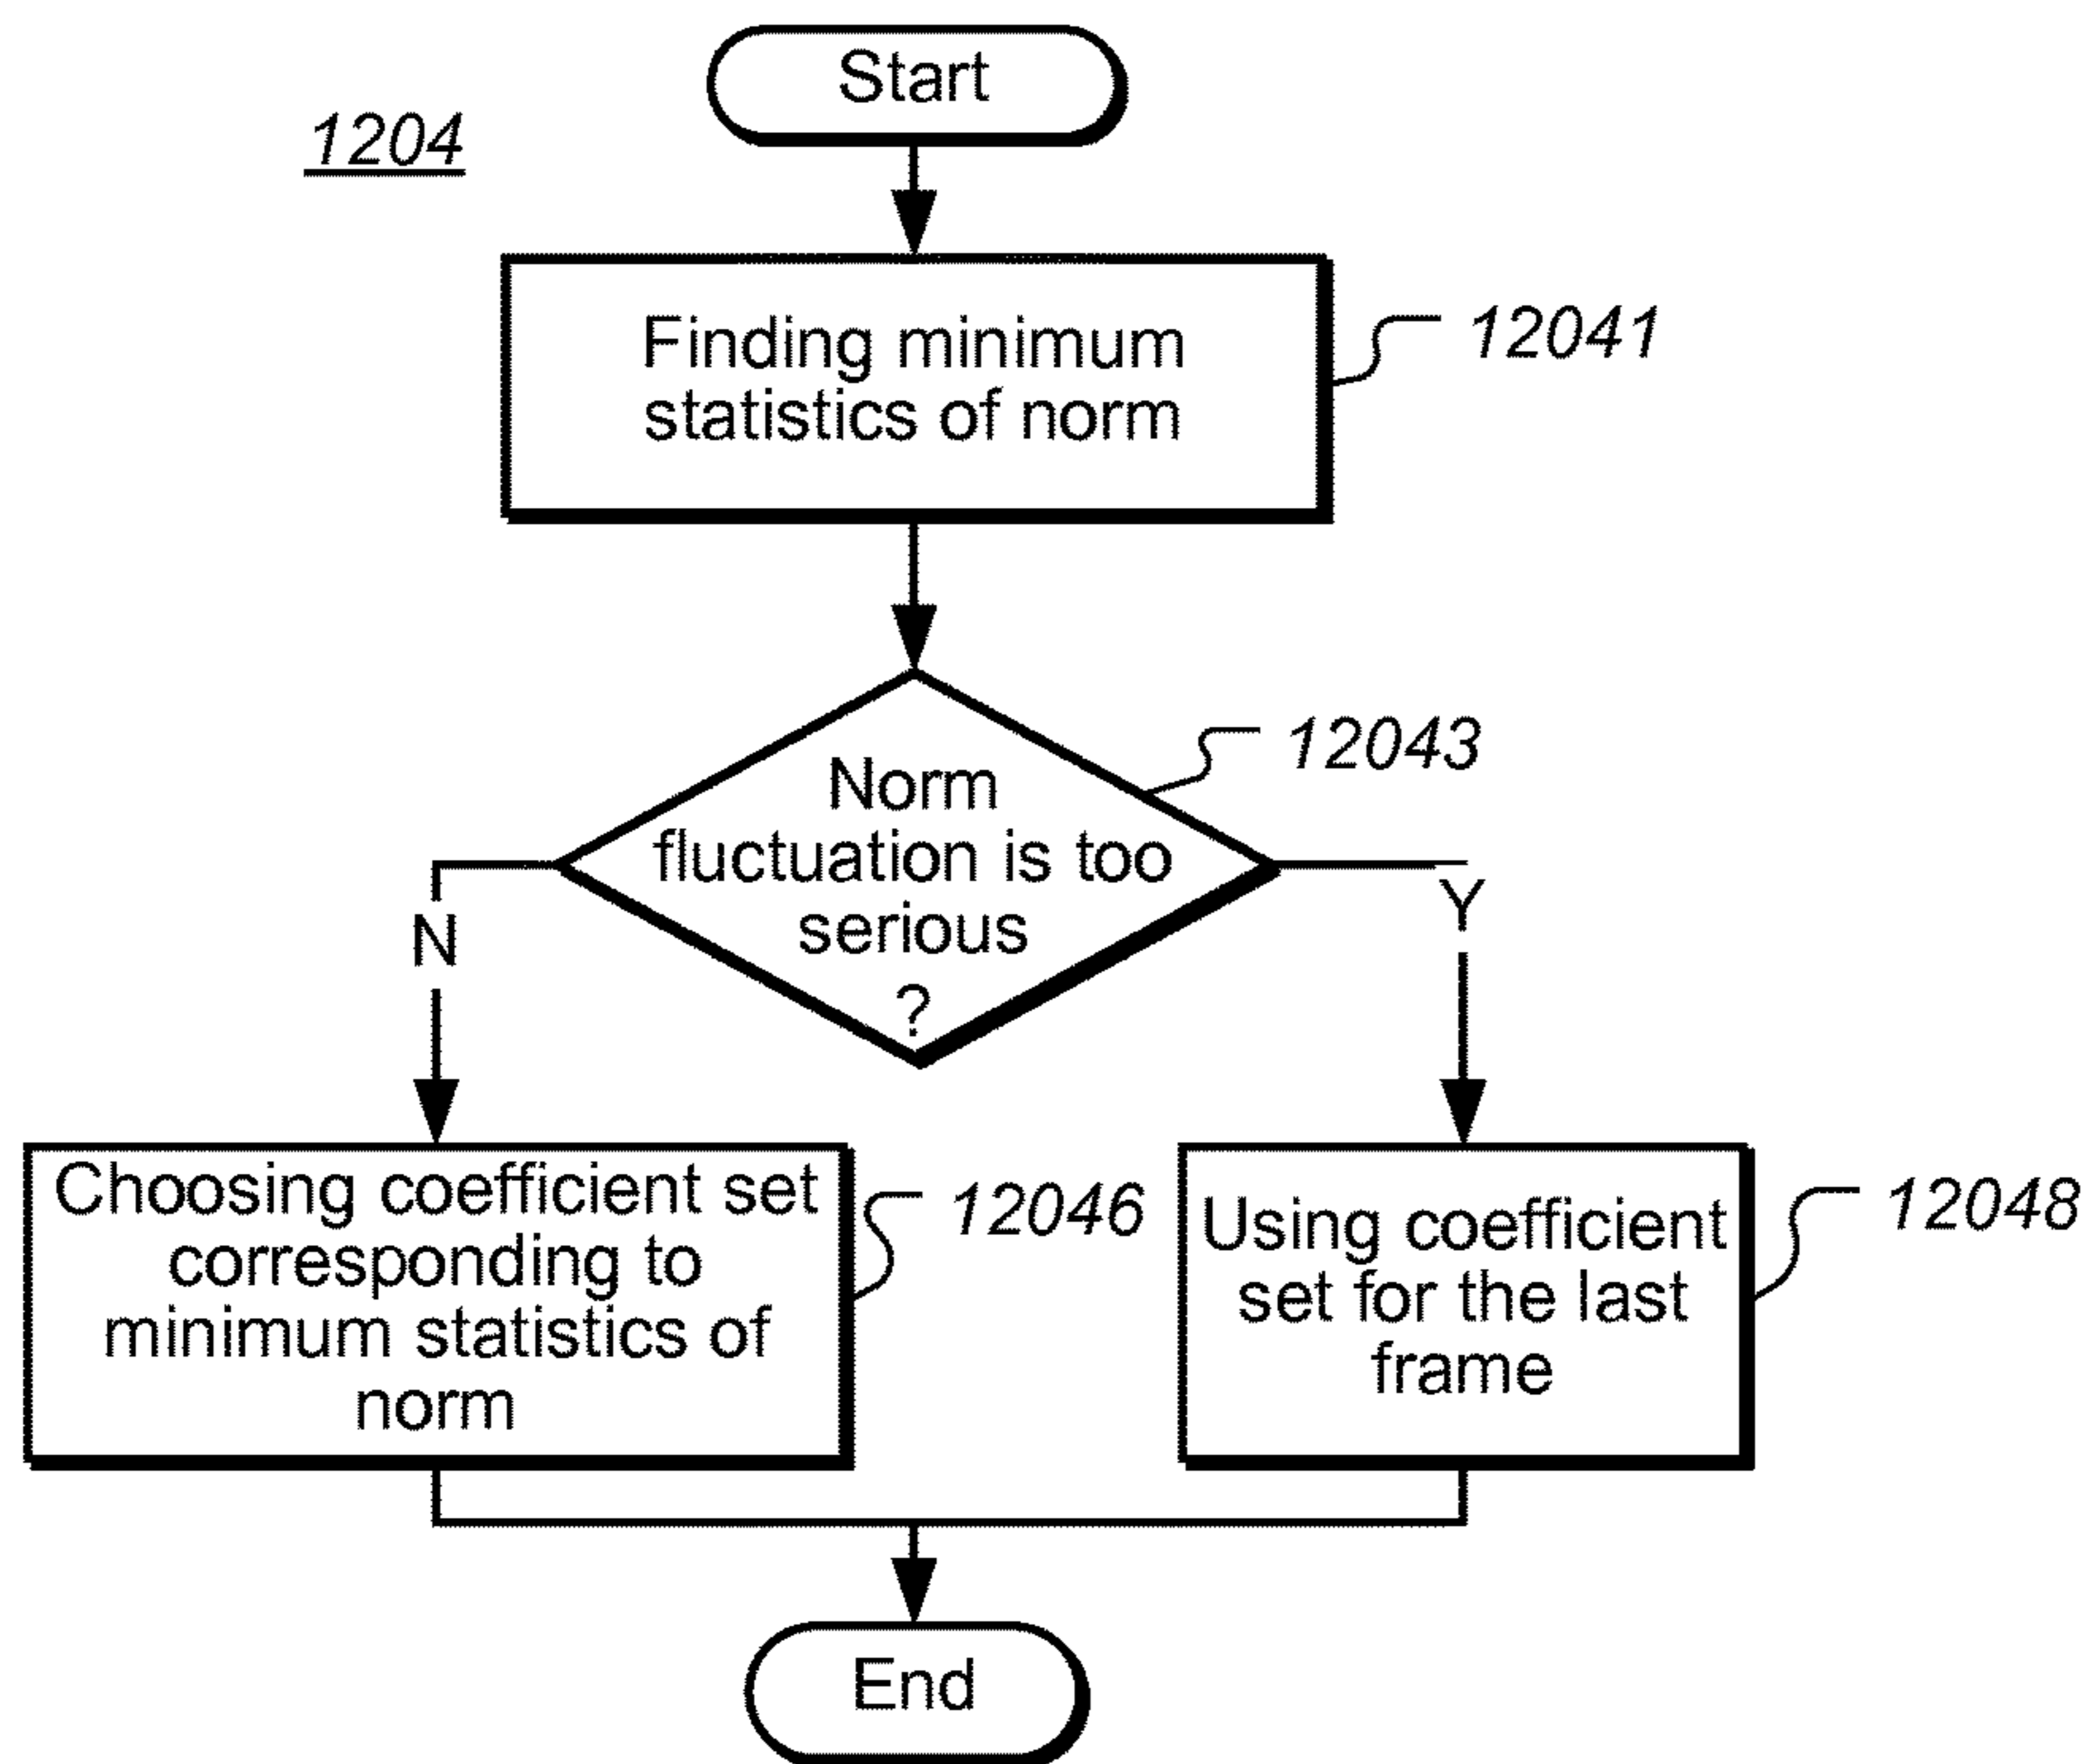 Start
1204
Finding minimum
statistics of norm
12041
Norm
fluctuation is too
serious
?
12043
N
Y
Choosing coefficient set
corresponding to
minimum statistics of
norm
12046
Using coefficient
set for the last
frame
12048
End